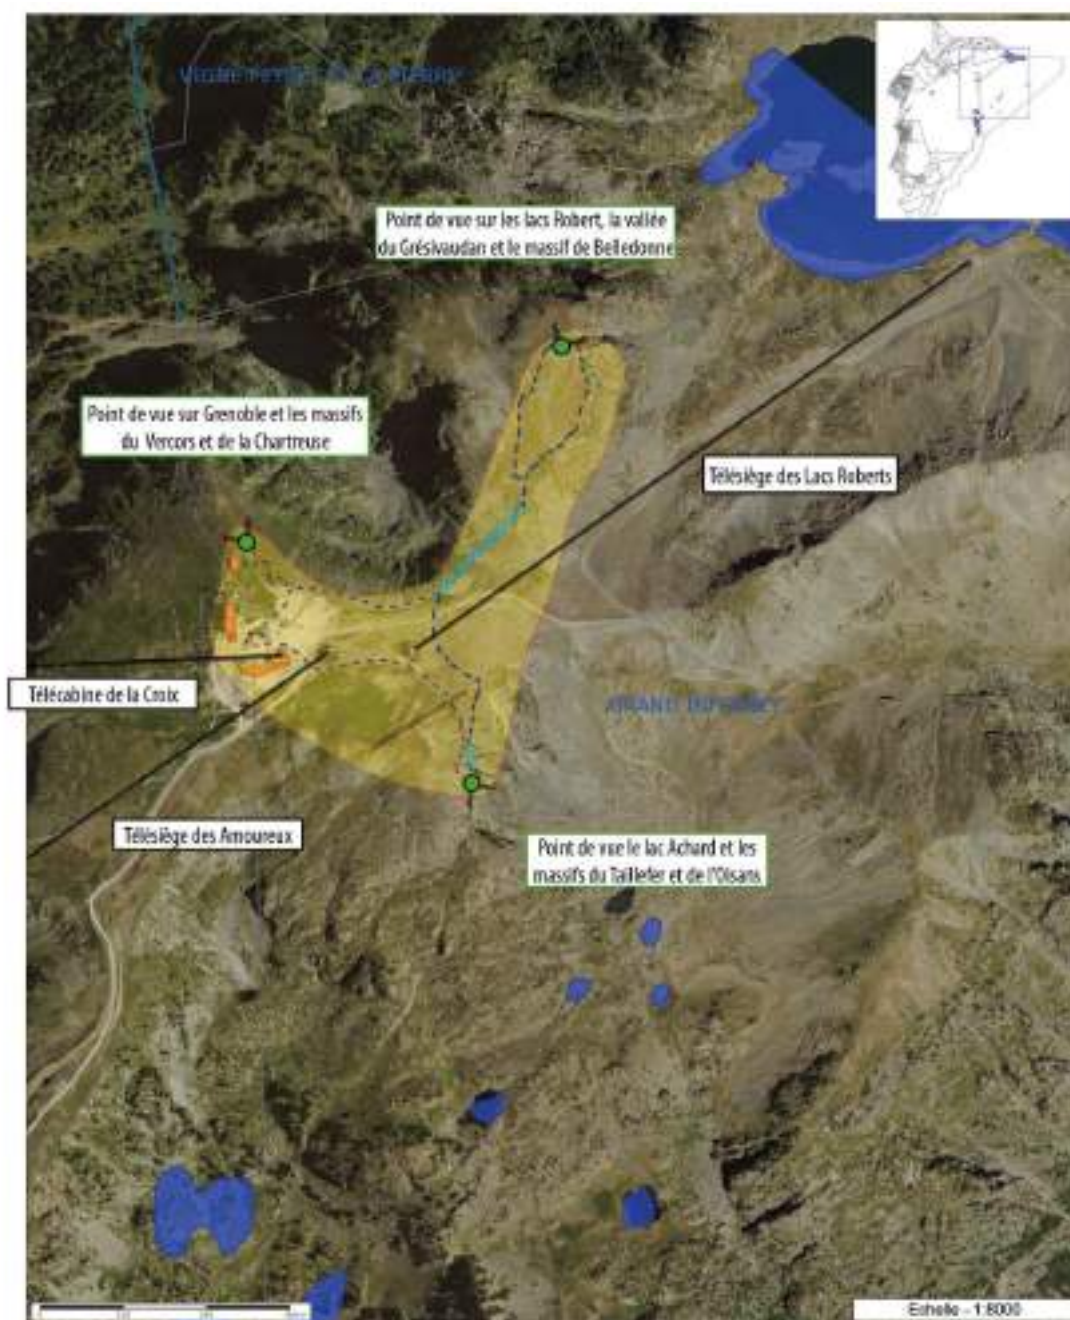 Point de vue sur les lacs Robert, la vallée
du Grésivaudan et le massif de Belledonne
Point de vue sur Grenoble et les massifs
du Vercors et de la Chartreuse
Télésiège des Lacs Roberts
Télécabine de la Croix
Télésiège des Amoureux
Point de vue le lac Achard et les
massifs du Taillefer et de l'Oisans
Echelle - 1:8000